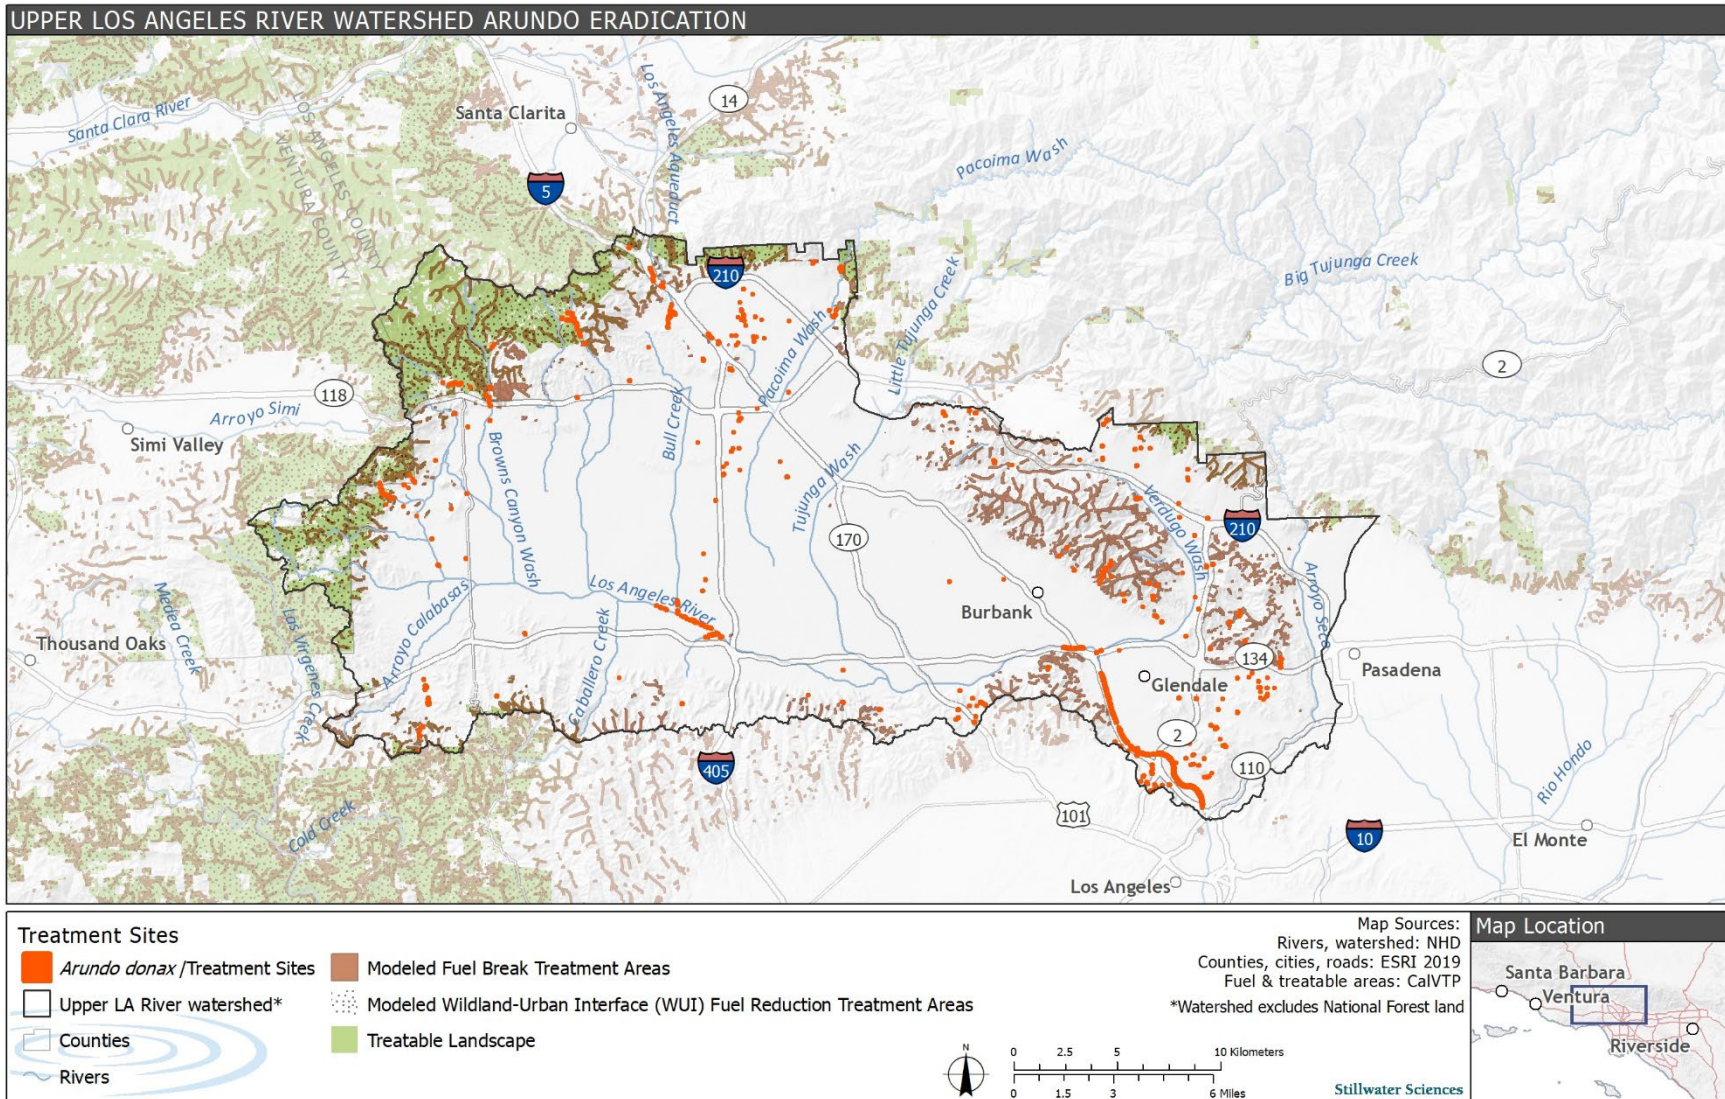 UPPER LOS ANGELES RIVER WATERSHED ARUNDO ERADICATION
Santa Clara River
LOS ANGELES COUNTY
VENTURA COUNTY
Santa Clarita
Los Angeles Aqueduct
14
5
Pacoima Wash
210
Little Tujunga Creek
Big Tujunga Creek
2
118
Arroyo Simi
Simi Valley
Browns Canyon Wash
Bull Creek
Pacoima Wash
Tujunga Wash
170
Verdugo Wash
210
Arroyo Seco
Medea Creek
Las Virgenes Creek
Arroyo Calabasas
Los Angeles River
Caballero Creek
Burbank
Thousand Oaks
Glendale
134
Pasadena
2
110
405
101
10
Rio Hondo
El Monte
Cold Creek
Los Angeles
Treatment Sites
Arundo donax /Treatment Sites
Upper LA River watershed*
Counties
Rivers
Modeled Fuel Break Treatment Areas
Modeled Wildland-Urban Interface (WUI) Fuel Reduction Treatment Areas
Treatable Landscape
N
0 2.5 5 10 Kilometers
0 1.5 3 6 Miles
Map Sources:
Rivers, watershed: NHD
Counties, cities, roads: ESRI 2019
Fuel & treatable areas: CalVTP
*Watershed excludes National Forest land
Stillwater Sciences
Map Location
Santa Barbara
Ventura
Riverside